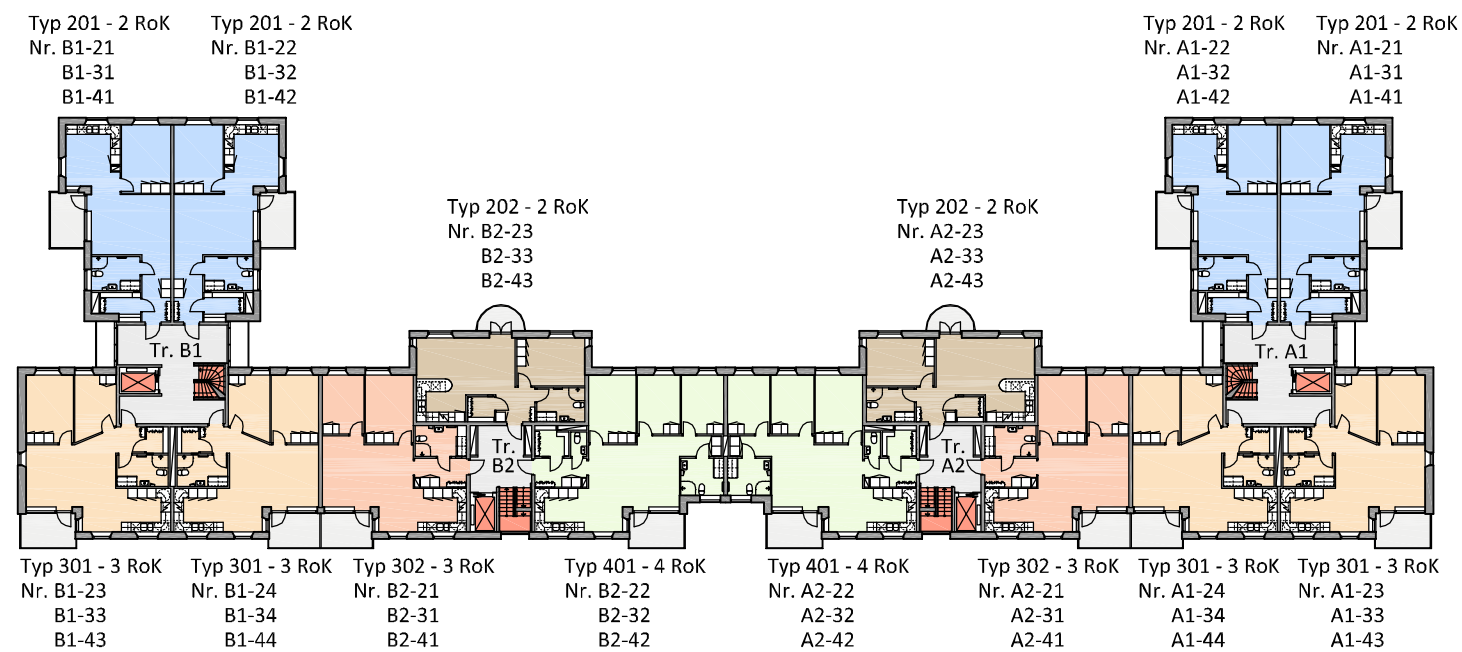 Typ 201 - 2 RoK
Nr. B1-21
B1-31
B1-41
Typ 201 - 2 RoK
Nr. B1-22
B1-32
B1-42
Typ 201 - 2 RoK
Nr. A1-22
A1-32
A1-42
Typ 201 - 2 RoK
Nr. A1-21
A1-31
A1-41
Typ 202 - 2 RoK
Nr. B2-23
B2-33
B2-43
Typ 202 - 2 RoK
Nr. A2-23
A2-33
A2-43
Tr. B1
Tr. A1
Tr.
B2
Tr.
A2
Typ 301 - 3 RoK
Nr. B1-23
B1-33
B1-43
Typ 301 - 3 RoK
Nr. B1-24
B1-34
B1-44
Typ 302 - 3 RoK
Nr. B2-21
B2-31
B2-41
Typ 401 - 4 RoK
Nr. B2-22
B2-32
B2-42
Typ 401 - 4 RoK
Nr. A2-22
A2-32
A2-42
Typ 302 - 3 RoK
Nr. A2-21
A2-31
A2-41
Typ 301 - 3 RoK
Nr. A1-24
A1-34
A1-44
Typ 301 - 3 RoK
Nr. A1-23
A1-33
A1-43